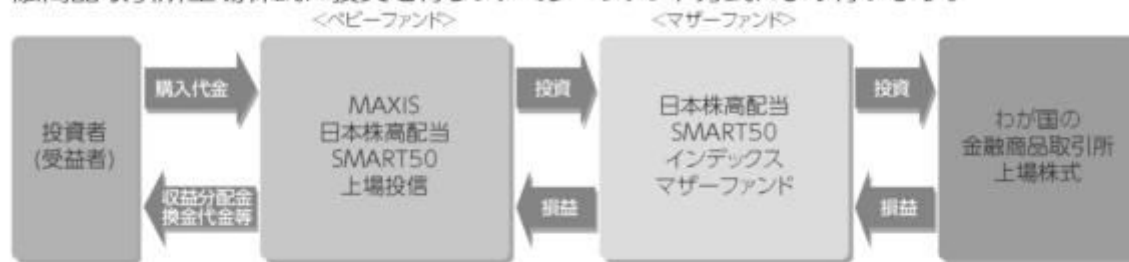 <ベビーファンド>
<マザーファンド>
投資者
(受益者)
購入代金
収益分配金
換金代金等
MAXIS
日本株高配当
SMART50
上場投信
投資
損益
日本株高配当
SMART50
インデックス
マザーファンド
投資
損益
わが国の
金融商品取引所
上場株式